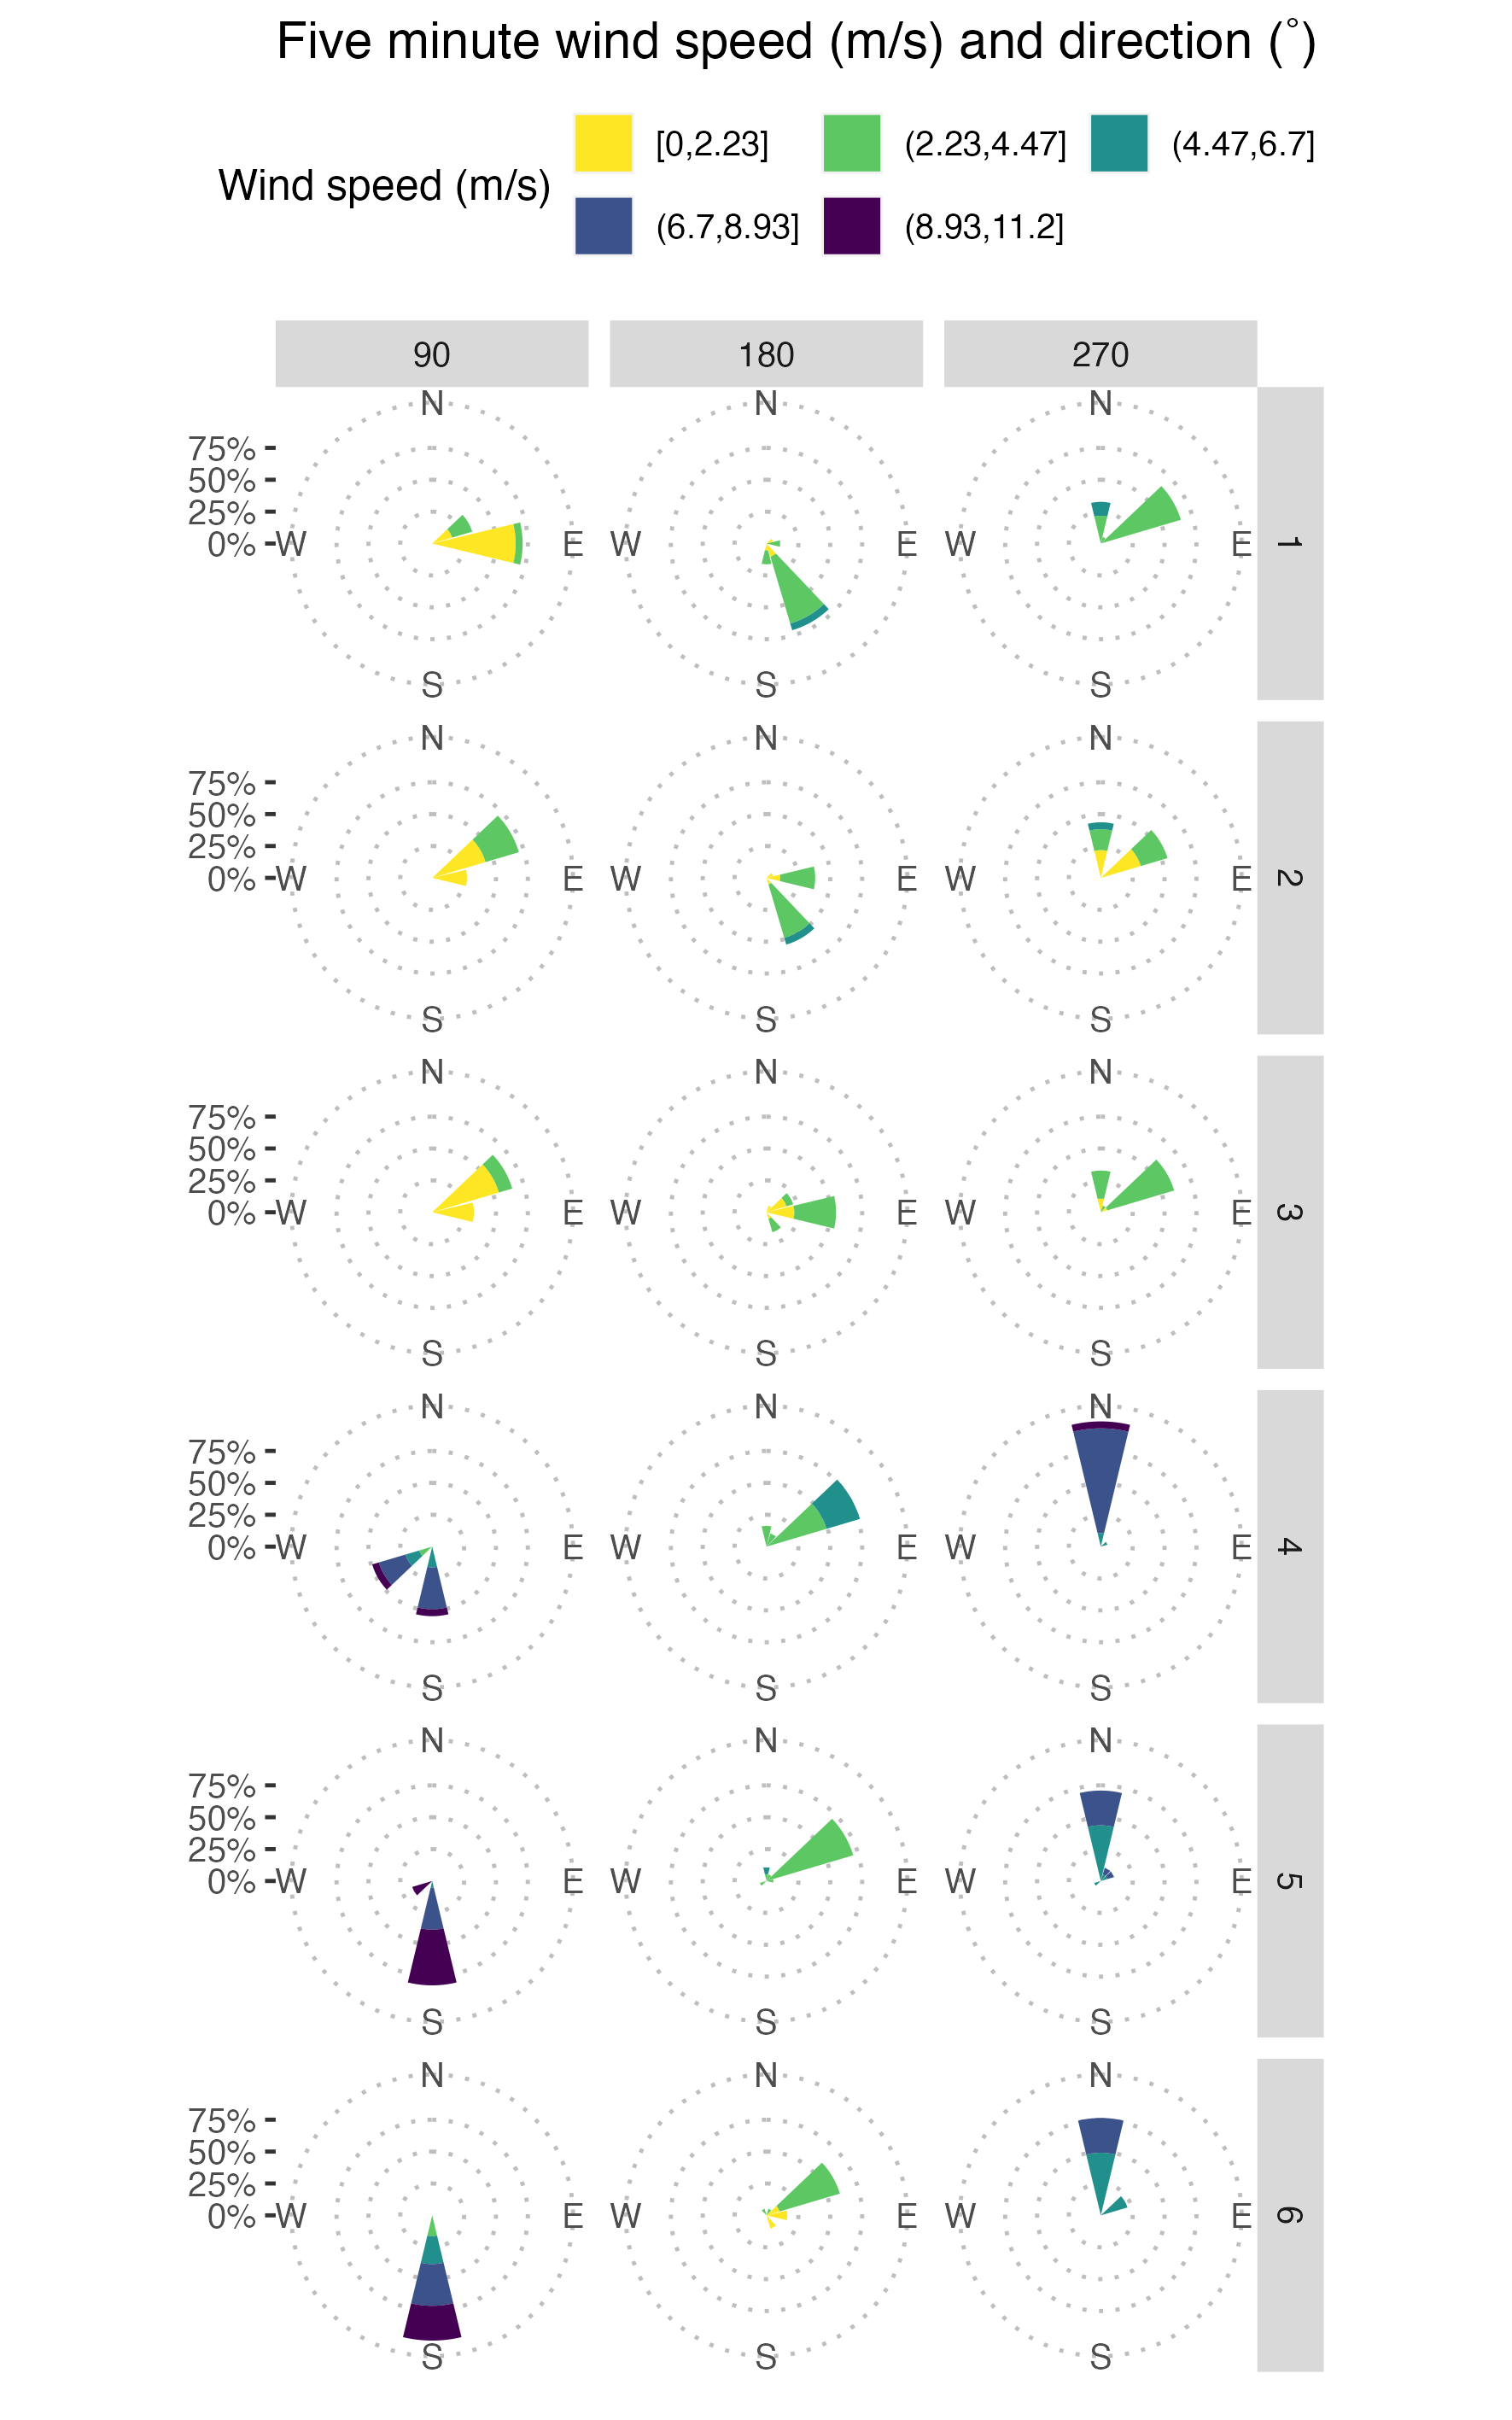 Five minute wind speed (m/s) and direction (°)
Wind speed (m/s)
[0,2.23] (2.23,4.47] (4.47,6.7]
(6.7,8.93] (8.93,11.2]
90 180 270
N N N
75%
50%
25%
0% W E W E W E 1
S S S
N N N
75%
50%
25%
0% W E W E W E 2
S S S
N N N
75%
50%
25%
0% W E W E W E 3
S S S
N N N
75%
50%
25%
0% W E W E W E 4
S S S
N N N
75%
50%
25%
0% W E W E W E 5
S S S
N N N
75%
50%
25%
0% W E W E W E 6
S S S